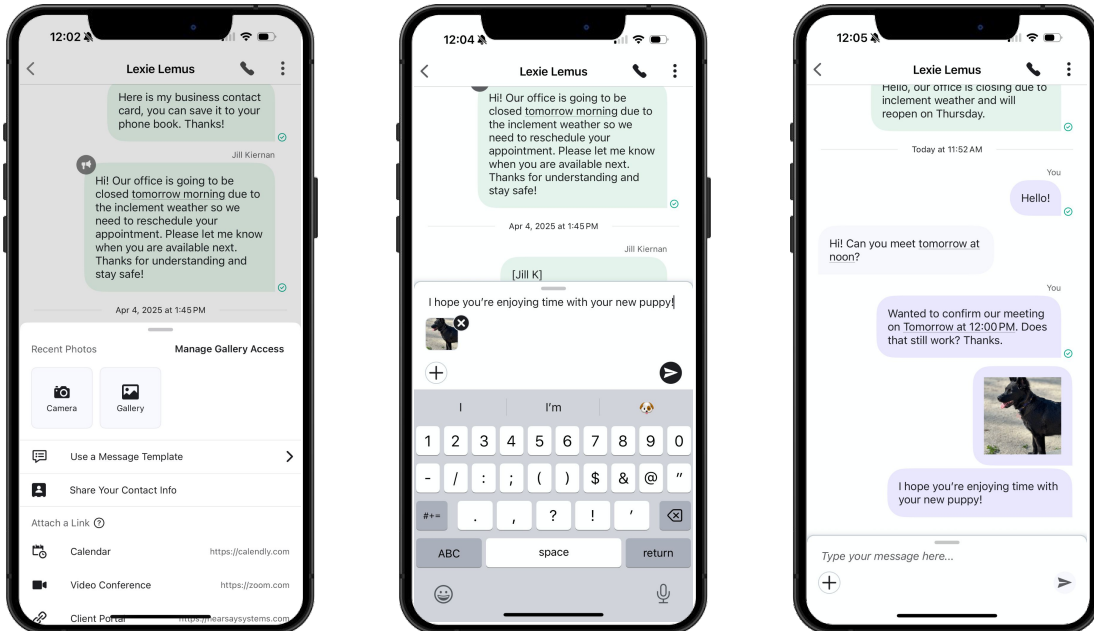 12:02
Lexie Lemus
Here is my business contact
card, you can save it to your
phone book. Thanks!
Jill Kiernan
Hi! Our office is going to be
closed tomorrow morning due to
the inclement weather so we
need to reschedule your
appointment. Please let me know
when you are available next.
Thanks for understanding and
stay safe!
Apr 4, 2025 at 1:45 PM
Recent Photos
Manage Gallery Access
Camera
Gallery
Use a Message Template
Share Your Contact Info
Attach a Link ?
Calendar https://calendly.com
Video Conference https://zoom.com
Client Portal https://hearsaysystems.com
12:04
Lexie Lemus
Hi! Our office is going to be
closed tomorrow morning due to
the inclement weather so we
need to reschedule your
appointment. Please let me know
when you are available next.
Thanks for understanding and
stay safe!
Apr 4, 2025 at 1:45 PM
Jill Kiernan
[Jill K]
I hope you're enjoying time with your new puppy!
I I'm
1 2 3 4 5 6 7 8 9 0
- / : ; ( ) $ & @ "
#+= . , ? ! '
ABC space return
12:05
Lexie Lemus
Hello, our office is closing due to
inclement weather and will
reopen on Thursday.
Today at 11:52 AM
You
Hello!
Hi! Can you meet tomorrow at
noon?
You
Wanted to confirm our meeting
on Tomorrow at 12:00 PM. Does
that still work? Thanks.
I hope you're enjoying time with
your new puppy!
Type your message here...